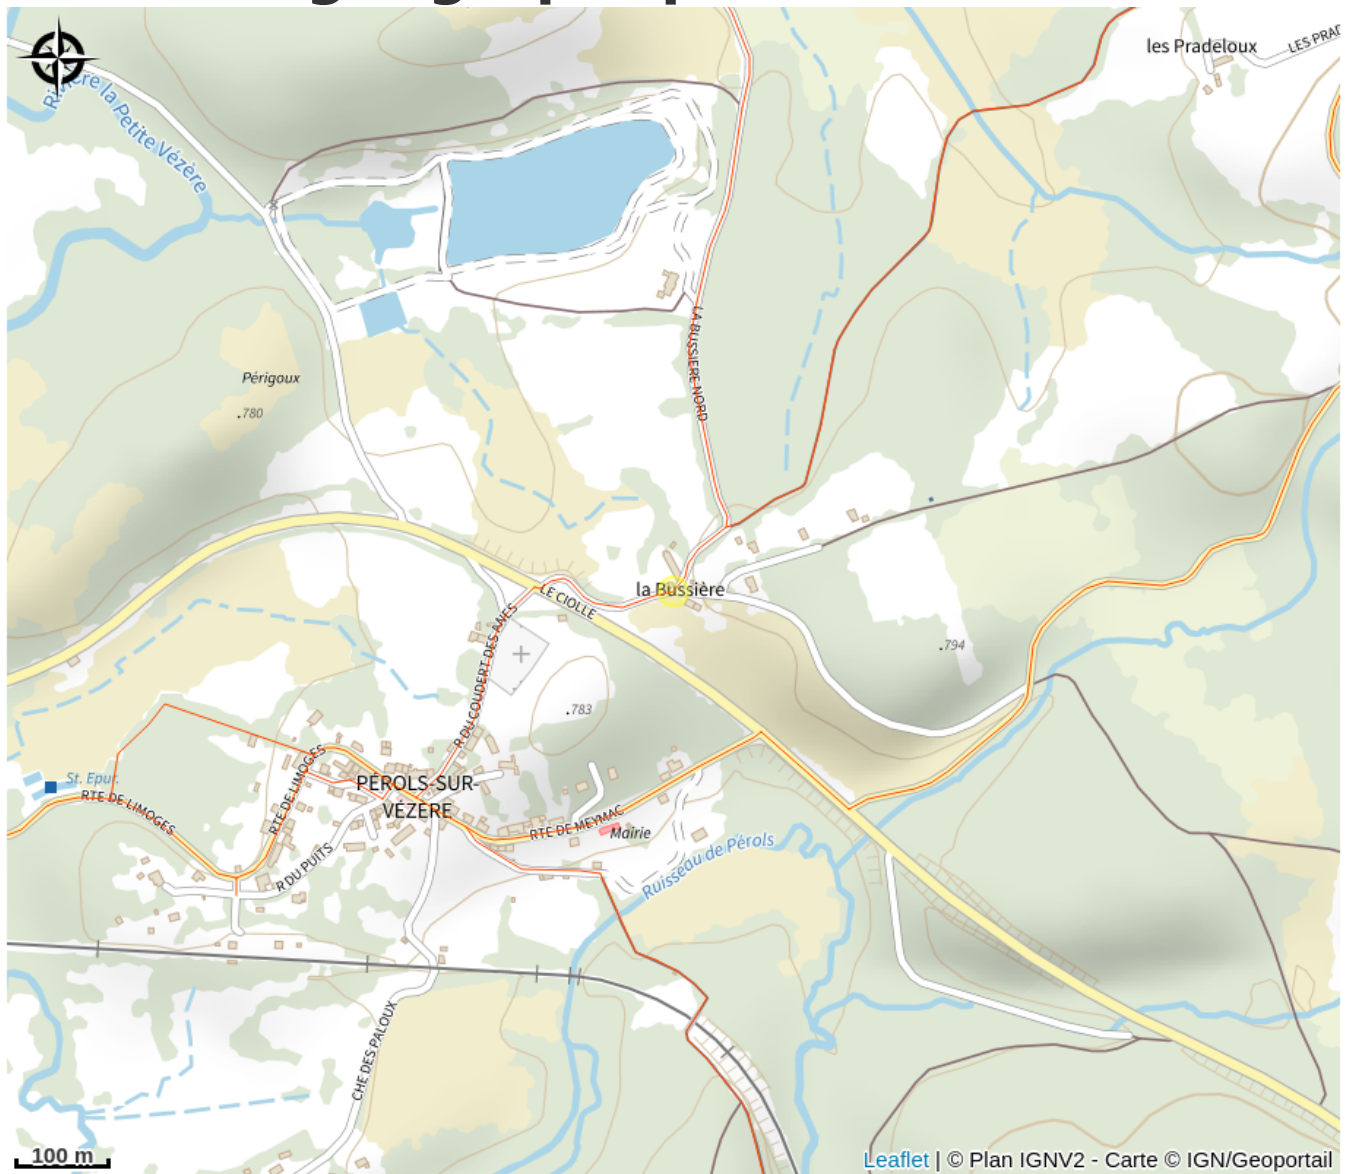 les Pradeloux
LES PRAD
Rivière la Petite Vézère
LA BUSSIERE NORD
Périgoux
.780
la Bussière
LE CIOLLE
R DU COUDERT DES ANES
.794
.783
St. Epur.
RTE DE LIMOGES
RTE DE LIMOGES
PÉROLS-SUR-
VÉZÈRE
RTE DE MEYMAC
Mairie
R DU PUITS
Ruisseau de Pérols
CHE DES PALOUX
100 m
Leaflet | © Plan IGNV2 - Carte © IGN/Geoportail